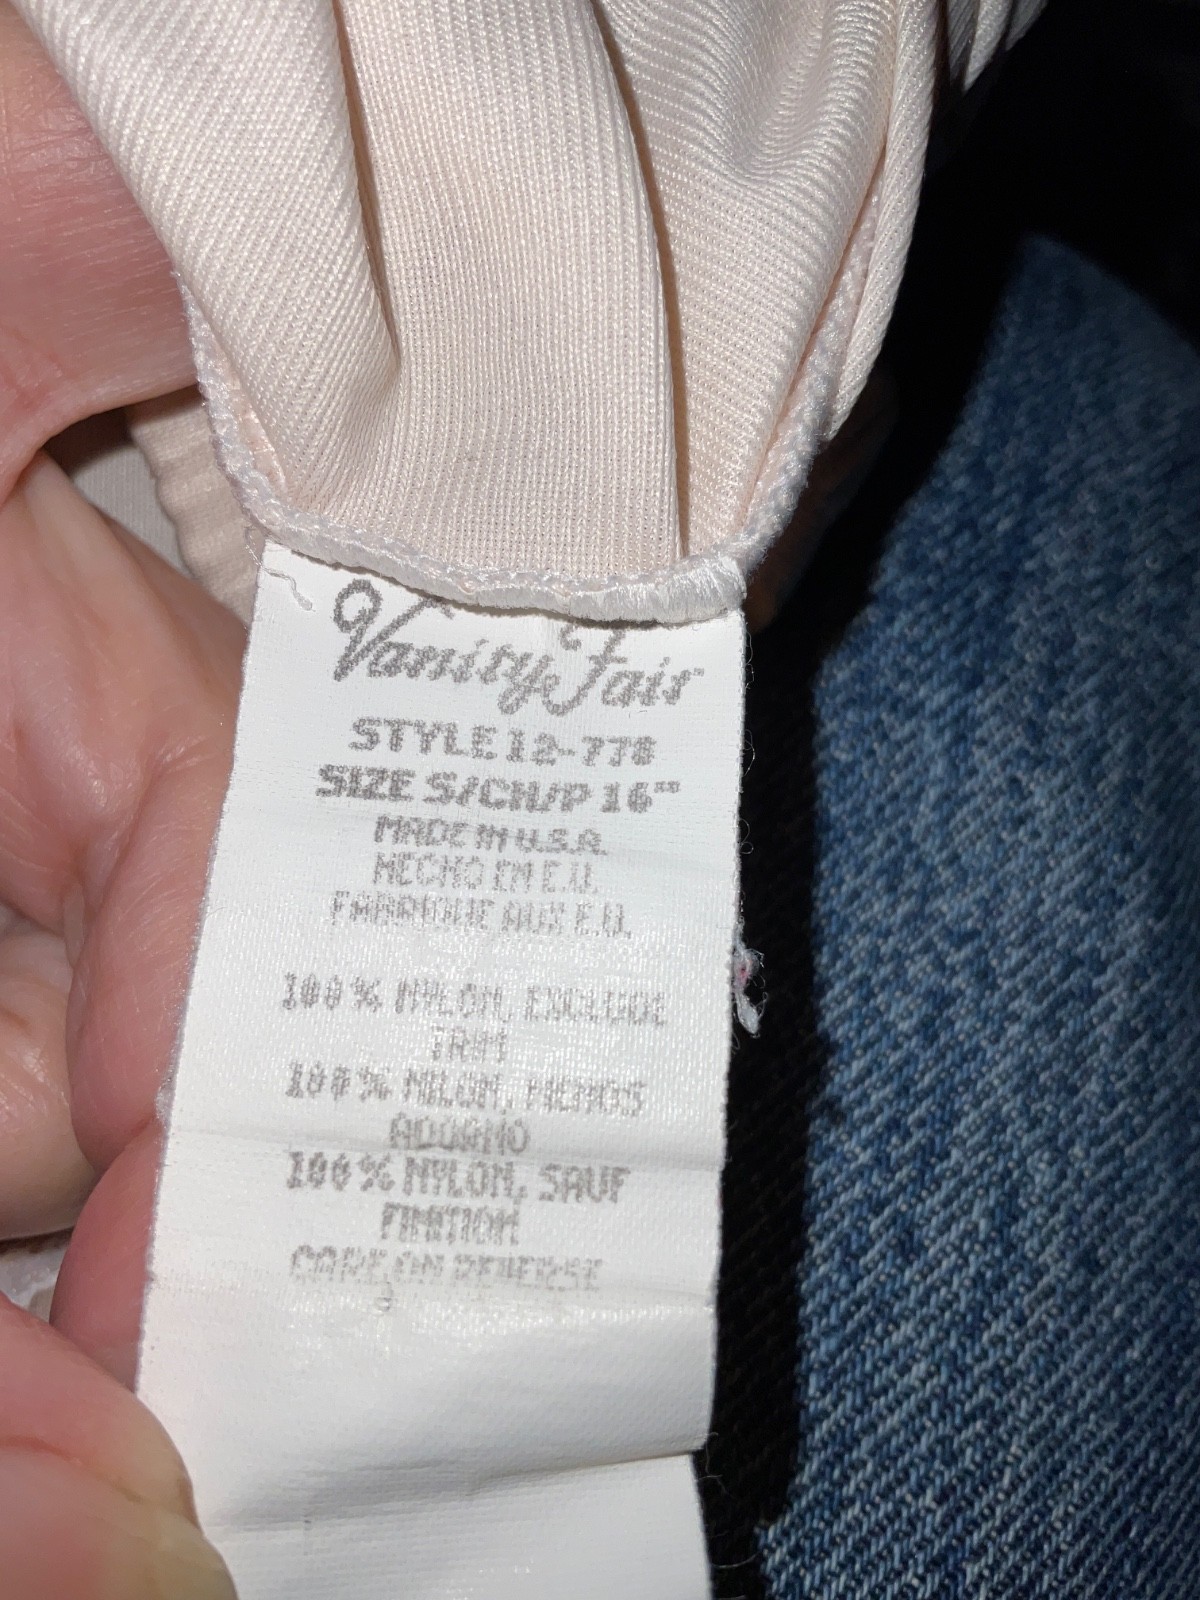 Vanity Fair
STYLE 12-778
SIZE S/CH/P 16"
MADE IN U.S.A.
HECHO EN E.U.
FABRIQUE AUX E.U.
100% NYLON, EXCLUDE
TRIM
100% NILON, MENOS
ADORNO
100% NYLON, SAUF
FINITION
CARE ON REVERSE